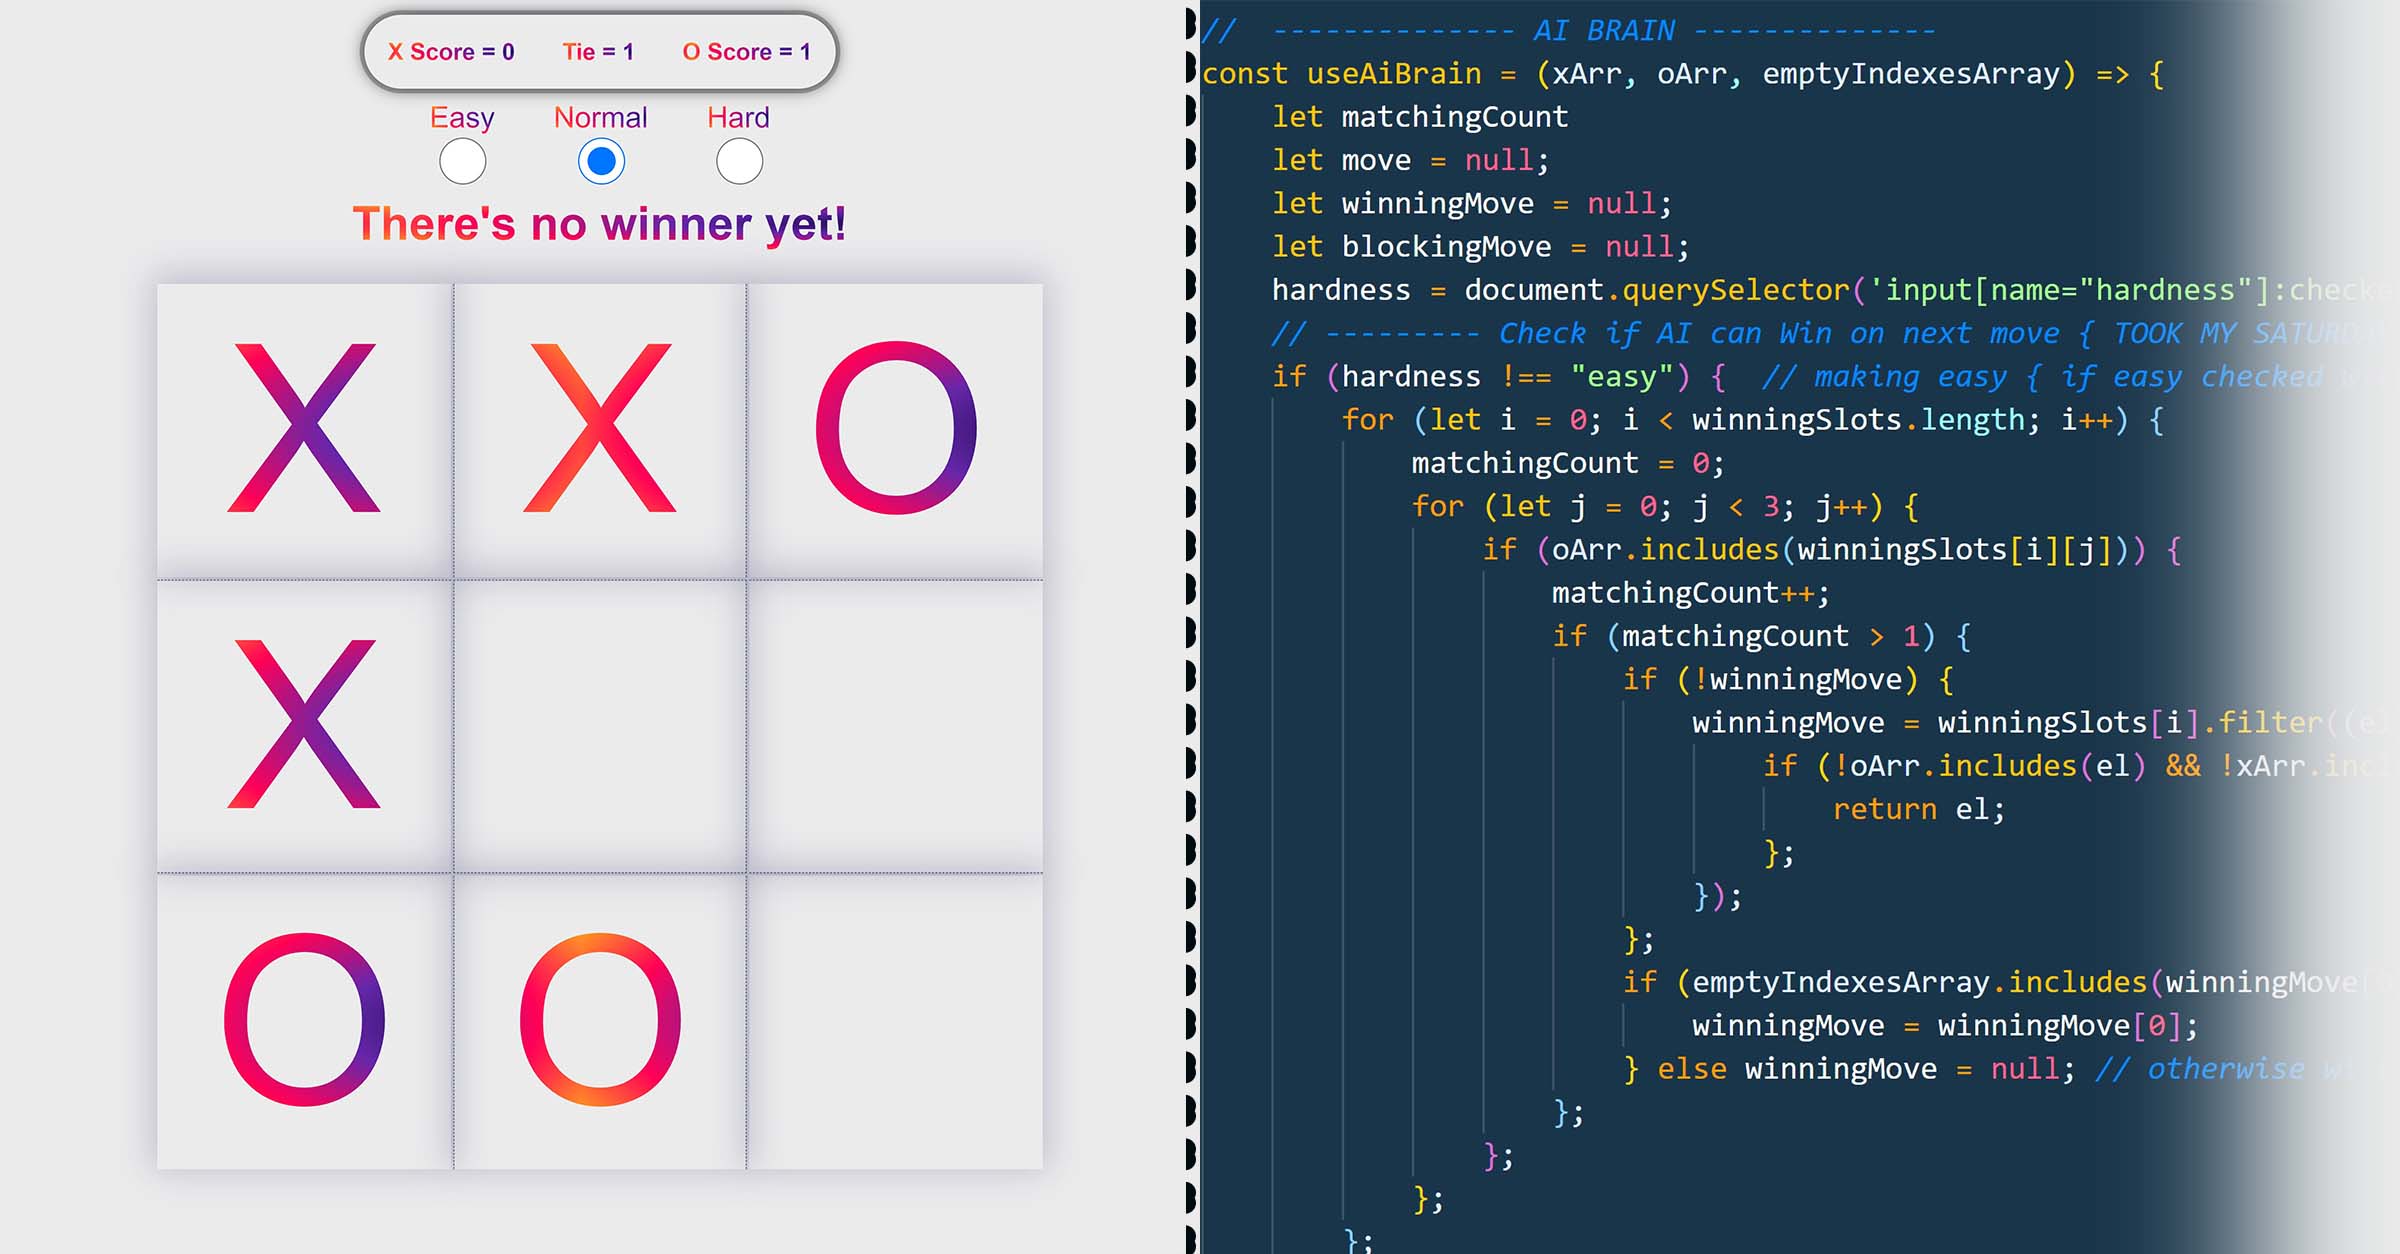 X Score = 0 Tie = 1 O Score = 1
Easy Normal Hard
There's no winner yet!
X X O
X
O O
// -------------- AI BRAIN --------------
const useAiBrain = (xArr, oArr, emptyIndexesArray) => {
let matchingCount
let move = null;
let winningMove = null;
let blockingMove = null;
hardness = document.querySelector('input[name="hardness"]:checke
// --------- Check if AI can Win on next move { TOOK MY SATURD
if (hardness !== "easy") { // making easy { if easy checked
for (let i = 0; i < winningSlots.length; i++) {
matchingCount = 0;
for (let j = 0; j < 3; j++) {
if (oArr.includes(winningSlots[i][j])) {
matchingCount++;
if (matchingCount > 1) {
if (!winningMove) {
winningMove = winningSlots[i].filter((e
if (!oArr.includes(el) && !xArr.incl
return el;
};
});
};
if (emptyIndexesArray.includes(winningMove[
winningMove = winningMove[0];
} else winningMove = null; // otherwise
};
};
};
};